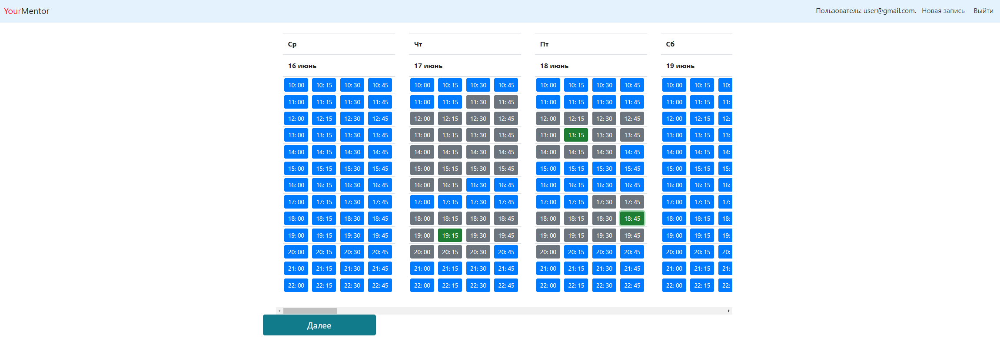 YourMentor Пользователь: user@gmail.com. Новая запись Выйти
Ср Чт Пт Сб
16 июнь 17 июнь 18 июнь 19 июнь
10: 00 10: 15 10: 30 10: 45 10: 00 10: 15 10: 30 10: 45 10: 00 10: 15 10: 30 10: 45 10: 00 10: 15 10:
11: 00 11: 15 11: 30 11: 45 11: 00 11: 15 11: 30 11: 45 11: 00 11: 15 11: 30 11: 45 11: 00 11: 15 11:
12: 00 12: 15 12: 30 12: 45 12: 00 12: 15 12: 30 12: 45 12: 00 12: 15 12: 30 12: 45 12: 00 12: 15 12:
13: 00 13: 15 13: 30 13: 45 13: 00 13: 15 13: 30 13: 45 13: 00 13: 15 13: 30 13: 45 13: 00 13: 15 13:
14: 00 14: 15 14: 30 14: 45 14: 00 14: 15 14: 30 14: 45 14: 00 14: 15 14: 30 14: 45 14: 00 14: 15 14:
15: 00 15: 15 15: 30 15: 45 15: 00 15: 15 15: 30 15: 45 15: 00 15: 15 15: 30 15: 45 15: 00 15: 15 15:
16: 00 16: 15 16: 30 16: 45 16: 00 16: 15 16: 30 16: 45 16: 00 16: 15 16: 30 16: 45 16: 00 16: 15 16:
17: 00 17: 15 17: 30 17: 45 17: 00 17: 15 17: 30 17: 45 17: 00 17: 15 17: 30 17: 45 17: 00 17: 15 17:
18: 00 18: 15 18: 30 18: 45 18: 00 18: 15 18: 30 18: 45 18: 00 18: 15 18: 30 18: 45 18: 00 18: 15 18:
19: 00 19: 15 19: 30 19: 45 19: 00 19: 15 19: 30 19: 45 19: 00 19: 15 19: 30 19: 45 19: 00 19: 15 19:
20: 00 20: 15 20: 30 20: 45 20: 00 20: 15 20: 30 20: 45 20: 00 20: 15 20: 30 20: 45 20: 00 20: 15 20:
21: 00 21: 15 21: 30 21: 45 21: 00 21: 15 21: 30 21: 45 21: 00 21: 15 21: 30 21: 45 21: 00 21: 15 21:
22: 00 22: 15 22: 30 22: 45 22: 00 22: 15 22: 30 22: 45 22: 00 22: 15 22: 30 22: 45 22: 00 22: 15 22:
Далее